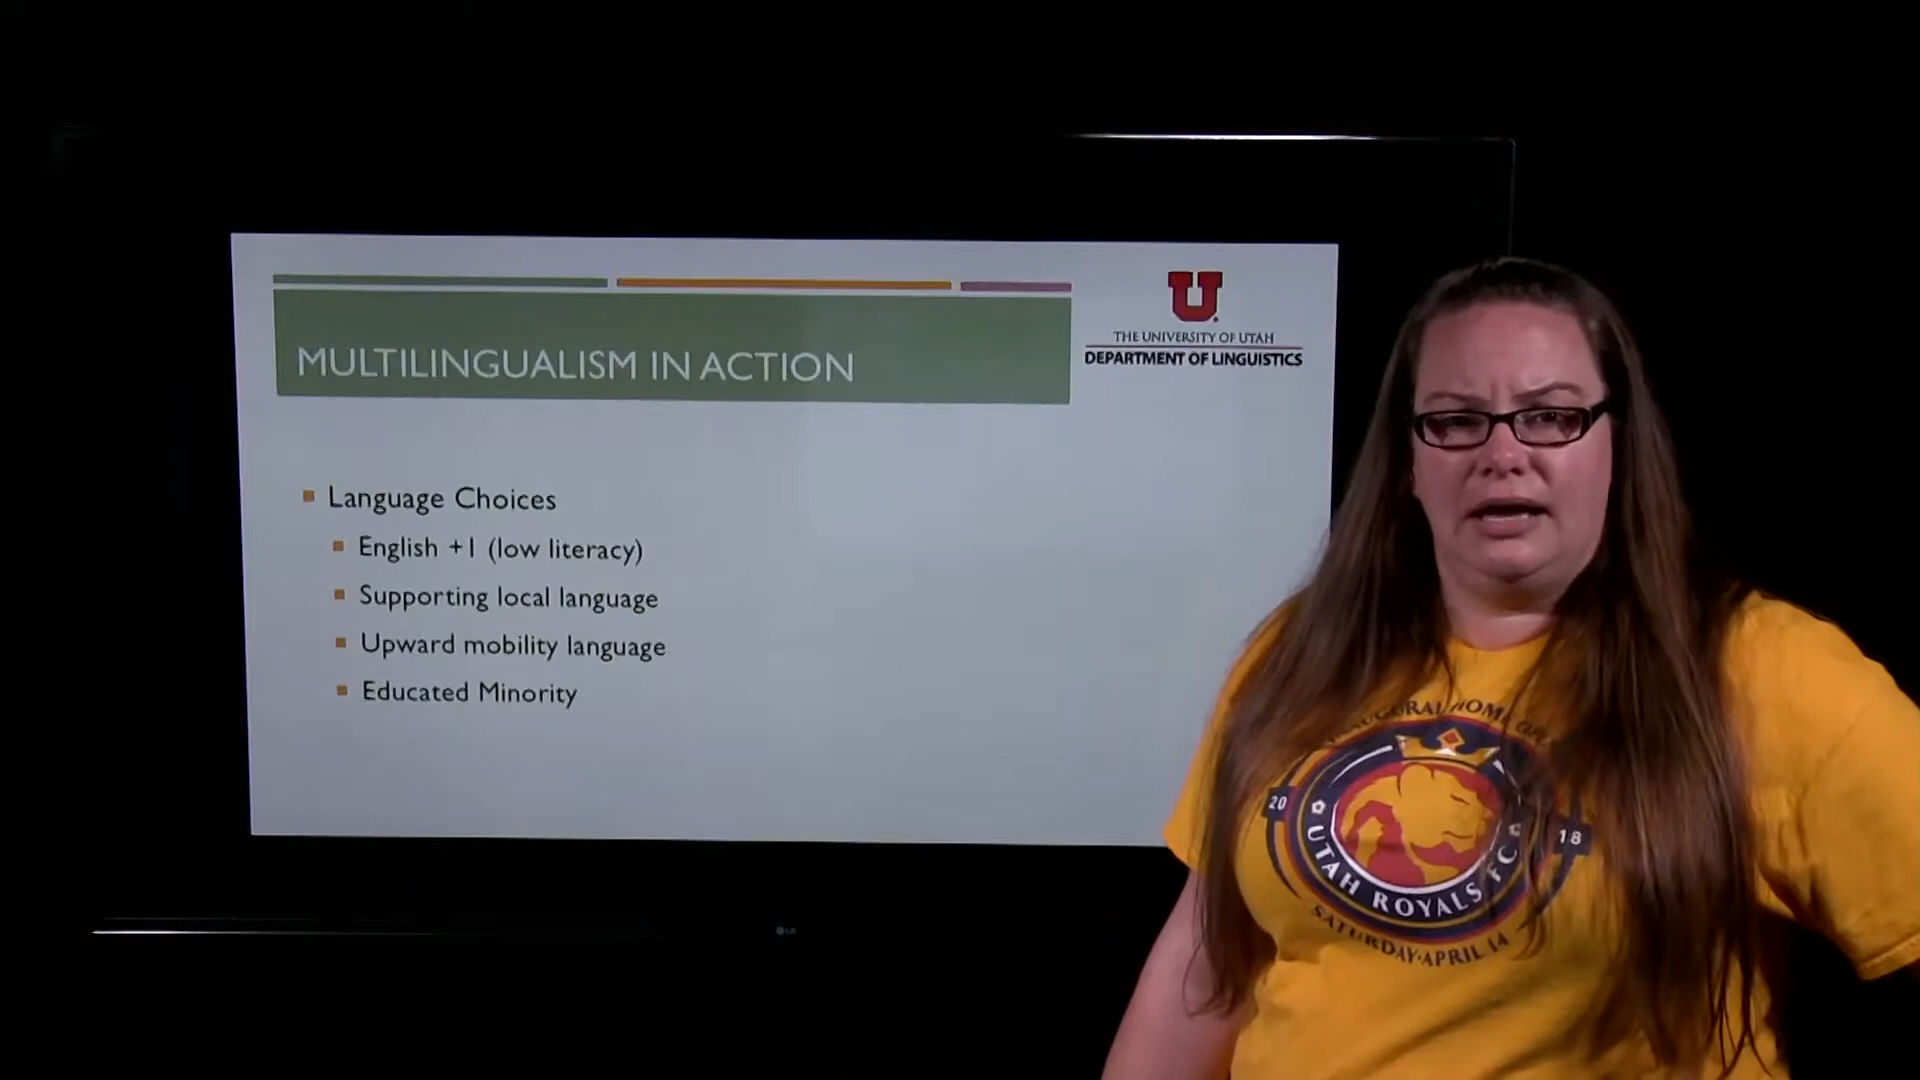 U
THE UNIVERSITY OF UTAH
DEPARTMENT OF LINGUISTICS
MULTILINGUALISM IN ACTION
Language Choices
English +1 (low literacy)
Supporting local language
Upward mobility language
Educated Minority
20 18
UTAH ROYALS FC
SATURDAY·APRIL 14
LG